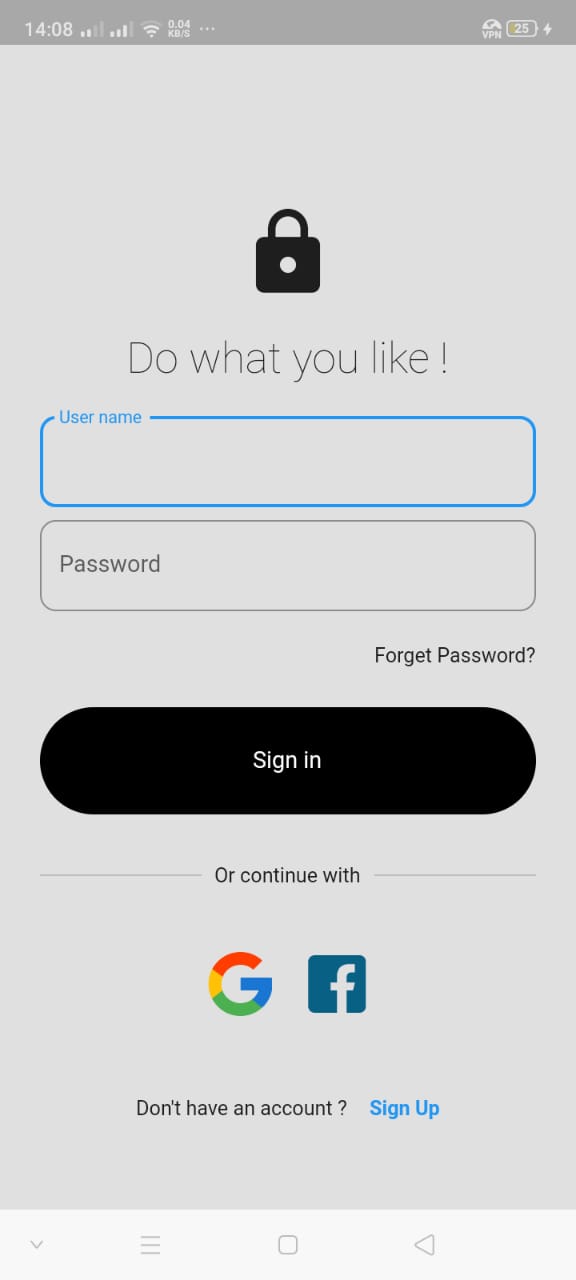 14:08 0.04 KB/S ... VPN 25
Do what you like !
User name
Password
Forget Password?
Sign in
Or continue with
Don't have an account ? Sign Up